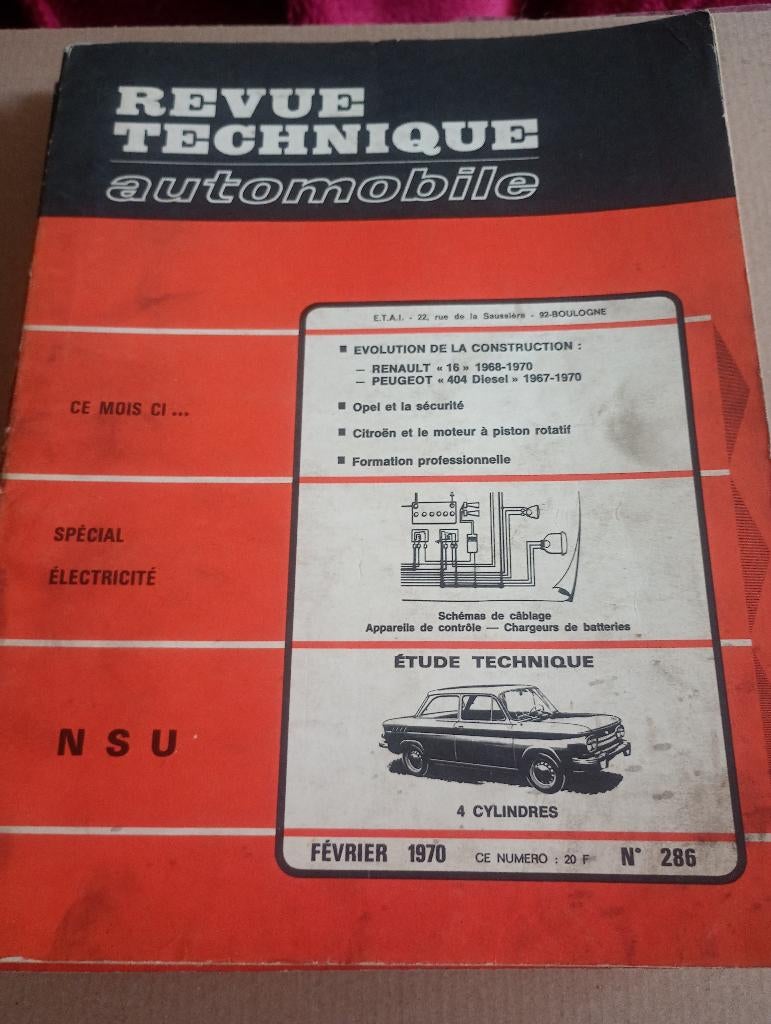 REVUE
TECHNIQUE
automobile
E.T.A.I. - 22, rue de la Saussière - 92-BOULOGNE
CE MOIS CI ...
■ EVOLUTION DE LA CONSTRUCTION :
— RENAULT « 16 » 1968-1970
— PEUGEOT « 404 Diesel » 1967-1970
■ Opel et la sécurité
■ Citroën et le moteur à piston rotatif
■ Formation professionnelle
SPÉCIAL
ÉLECTRICITÉ
Schémas de câblage
Appareils de contrôle — Chargeurs de batteries
NSU
ÉTUDE TECHNIQUE
4 CYLINDRES
FÉVRIER 1970 CE NUMERO : 20 F N° 286